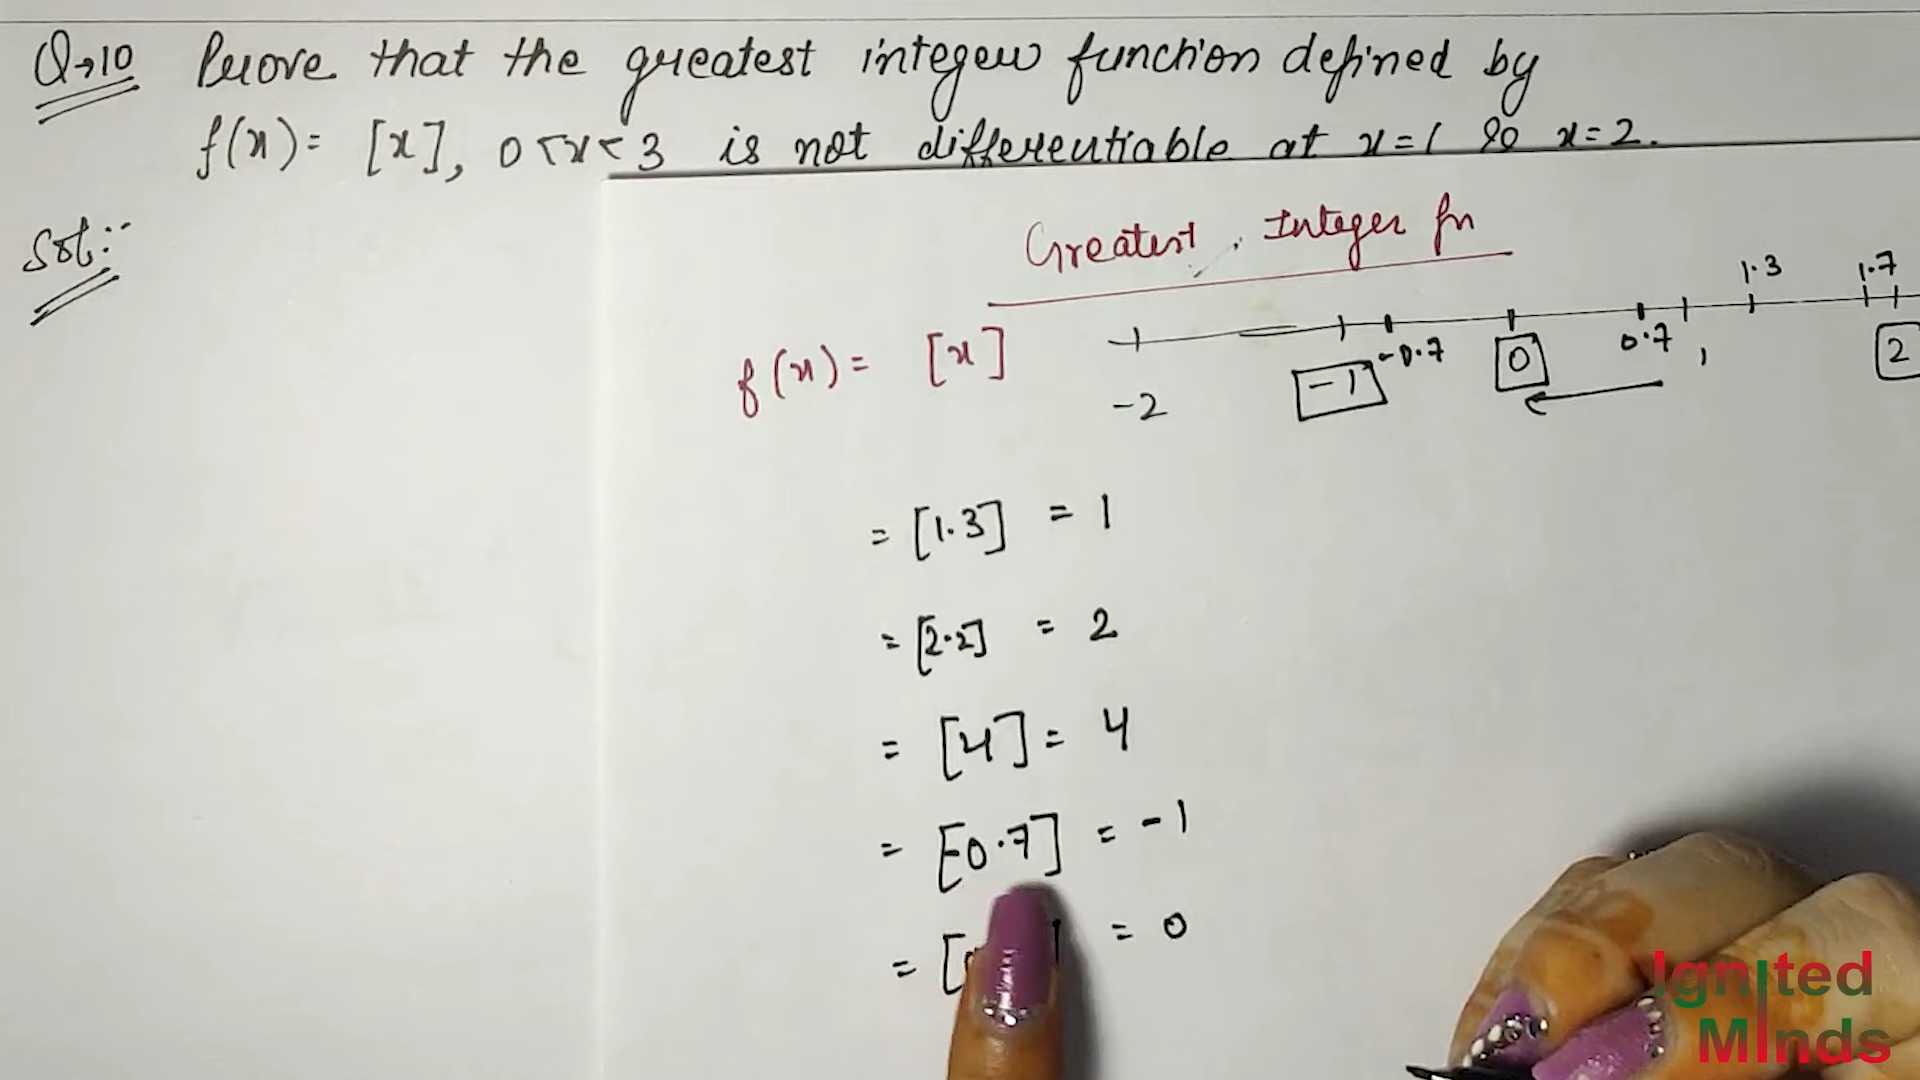 Q→10 Prove that the greatest integer function defined by
f(x) = [x], 0<x<3 is not differentiable at x=1 & x=2.
Sol:-
Greatest Integer fn
f(x) = [x]
1.3 1.7
-2 -1 -0.7 0 0.7 1 2
= [1.3] = 1
= [2.2] = 2
= [4] = 4
= [-0.7] = -1
= [ = 0
Ignited
Minds